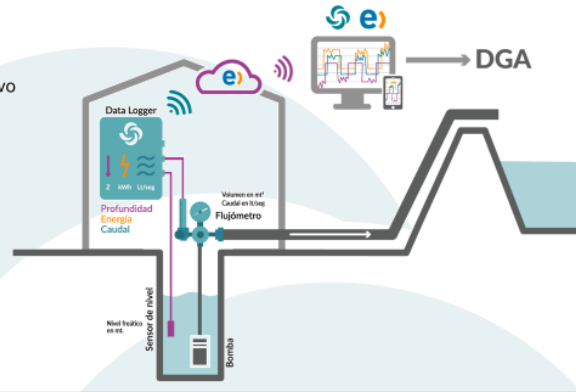 vo
e)
DGA
e)
Data Logger
Z kWh Lt/seg
Profundidad
Energía
Caudal
Volumen en mt³
Caudal en lt/seg
Flujómetro
Nivel freático
en mt.
Sensor de nivel
Bomba